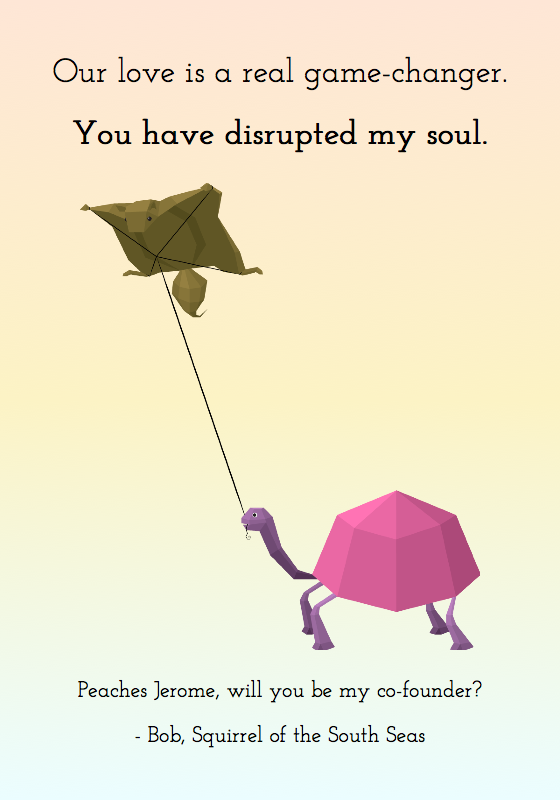 Our love is a real game-changer.
You have disrupted my soul.
Peaches Jerome, will you be my co-founder?
- Bob, Squirrel of the South Seas